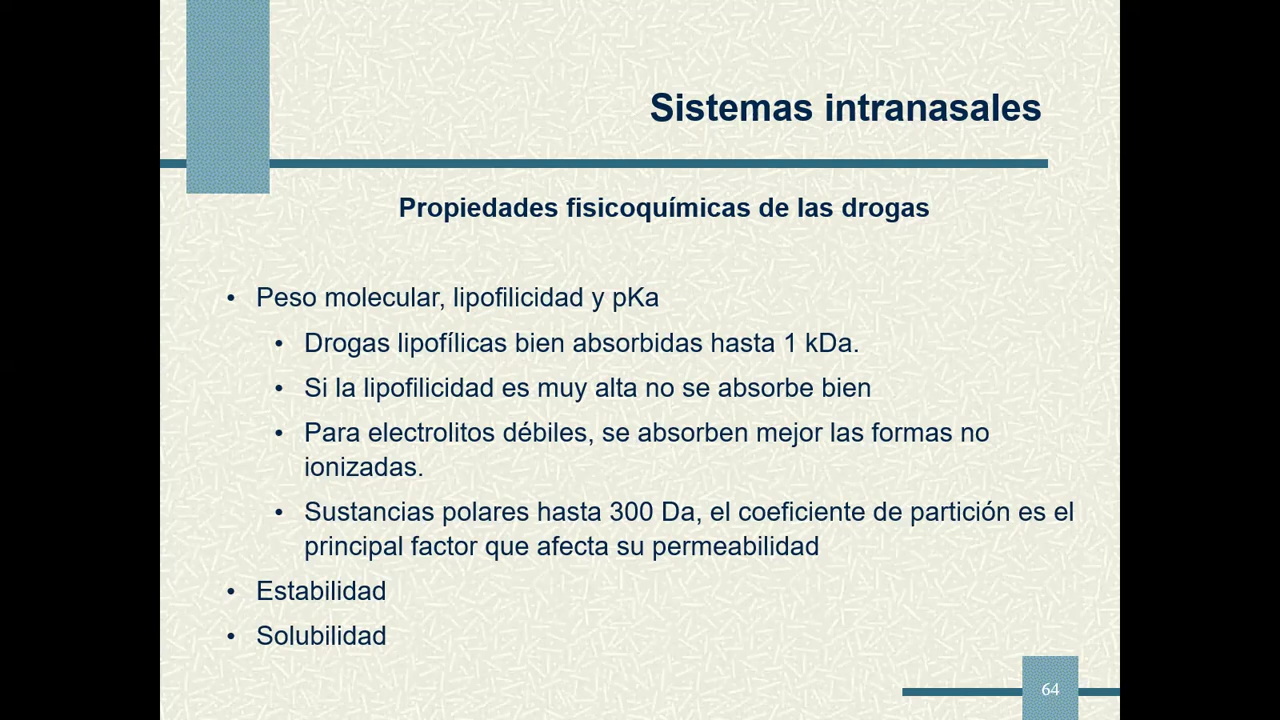 Sistemas intranasales
Propiedades fisicoquímicas de las drogas
• Peso molecular, lipofilicidad y pKa
• Drogas lipofílicas bien absorbidas hasta 1 kDa.
• Si la lipofilicidad es muy alta no se absorbe bien
• Para electrolitos débiles, se absorben mejor las formas no
ionizadas.
• Sustancias polares hasta 300 Da, el coeficiente de partición es el
principal factor que afecta su permeabilidad
• Estabilidad
• Solubilidad
64